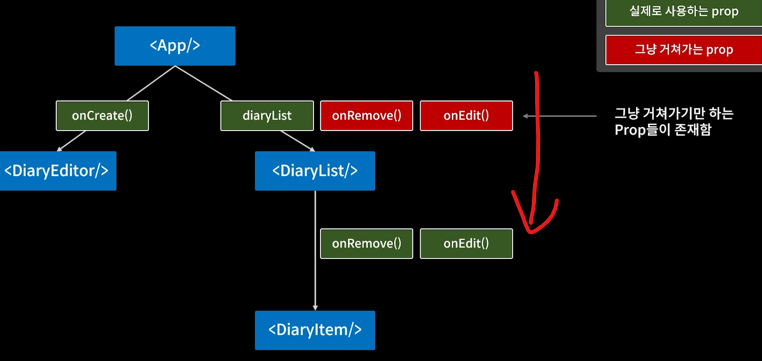 실제로 사용하는 prop
<App/>
그냥 거쳐가는 prop
onCreate()
diaryList
onRemove()
onEdit()
그냥 거쳐가기만 하는
Prop들이 존재함
<DiaryEditor/>
<DiaryList/>
onRemove()
onEdit()
<DiaryItem/>